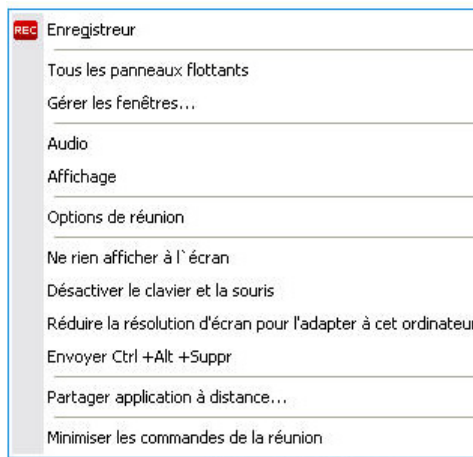 REC Enregistreur
Tous les panneaux flottants
Gérer les fenêtres...
Audio
Affichage
Options de réunion
Ne rien afficher à l`écran
Désactiver le clavier et la souris
Réduire la résolution d'écran pour l'adapter à cet ordinateur
Envoyer Ctrl +Alt +Suppr
Partager application à distance...
Minimiser les commandes de la réunion